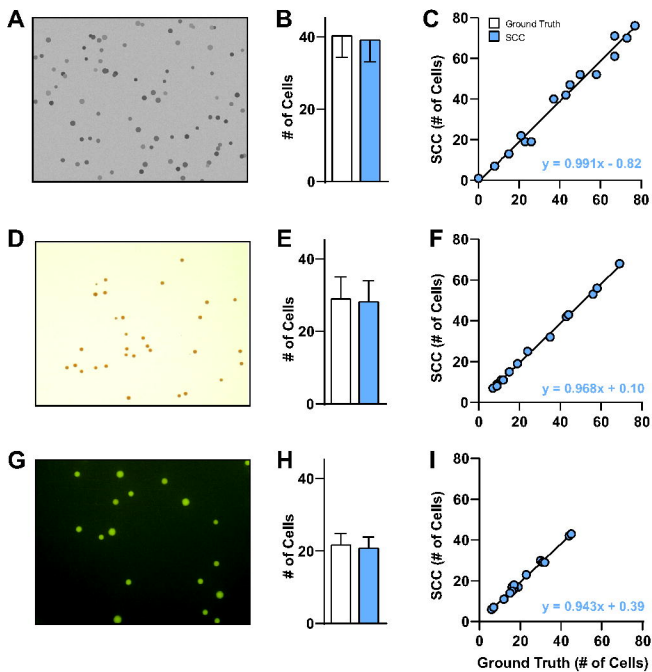 A
B
C
# of Cells
40
20
0
Ground Truth
SCC
SCC (# of Cells)
80
60
40
20
0
y = 0.991x - 0.82
0 20 40 60 80
D
E
F
# of Cells
40
20
0
SCC (# of Cells)
80
60
40
20
0
y = 0.968x + 0.10
0 20 40 60 80
G
H
I
# of Cells
40
20
0
SCC (# of Cells)
80
60
40
20
0
y = 0.943x + 0.39
0 20 40 60 80
Ground Truth (# of Cells)